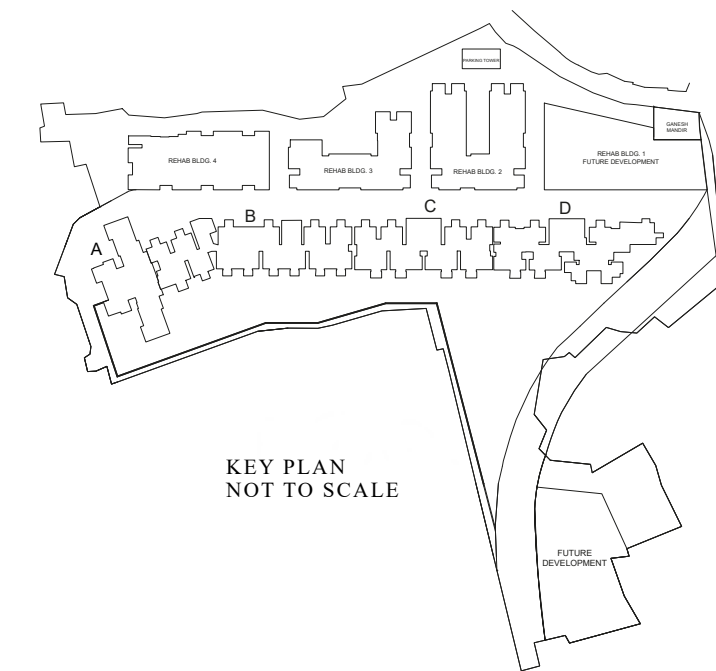 PARKING TOWER
GANESH
MANDIR
REHAB BLDG. 1
FUTURE DEVELOPMENT
REHAB BLDG. 4
REHAB BLDG. 3
REHAB BLDG. 2
A
B
C
D
KEY PLAN
NOT TO SCALE
FUTURE
DEVELOPMENT